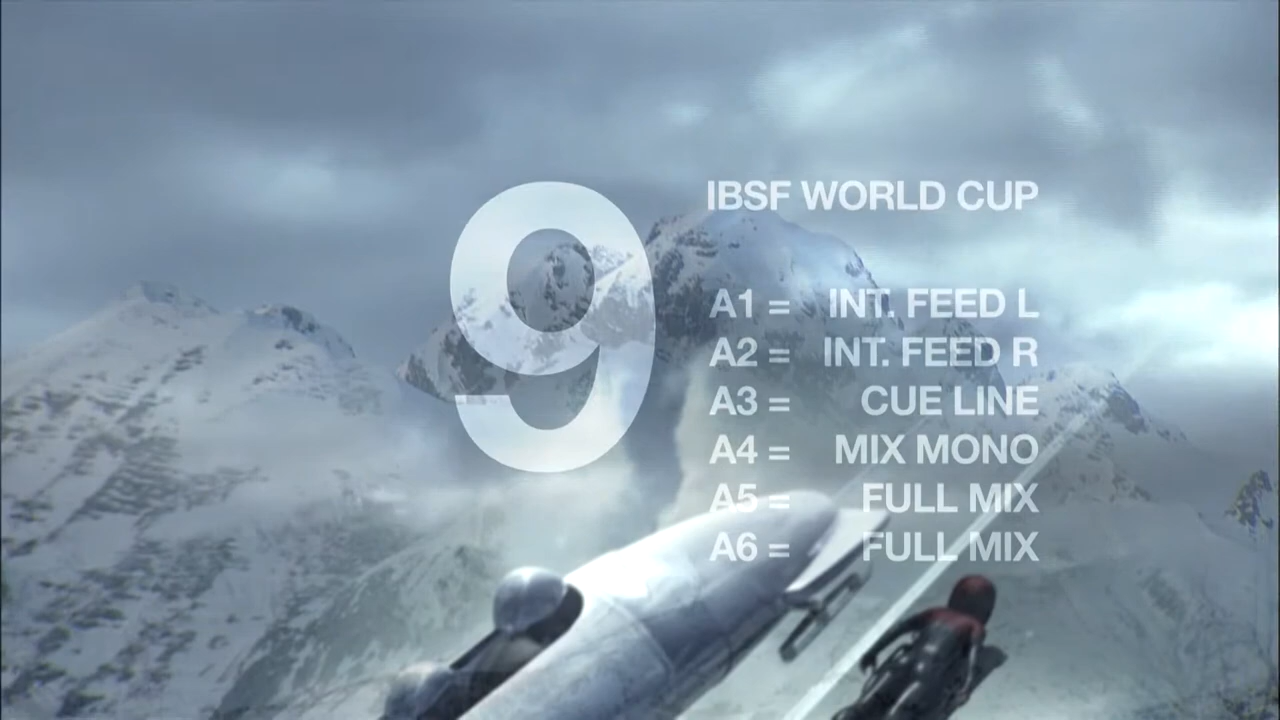 9
IBSF WORLD CUP
A1 = INT. FEED L
A2 = INT. FEED R
A3 = CUE LINE
A4 = MIX MONO
A5 = FULL MIX
A6 = FULL MIX